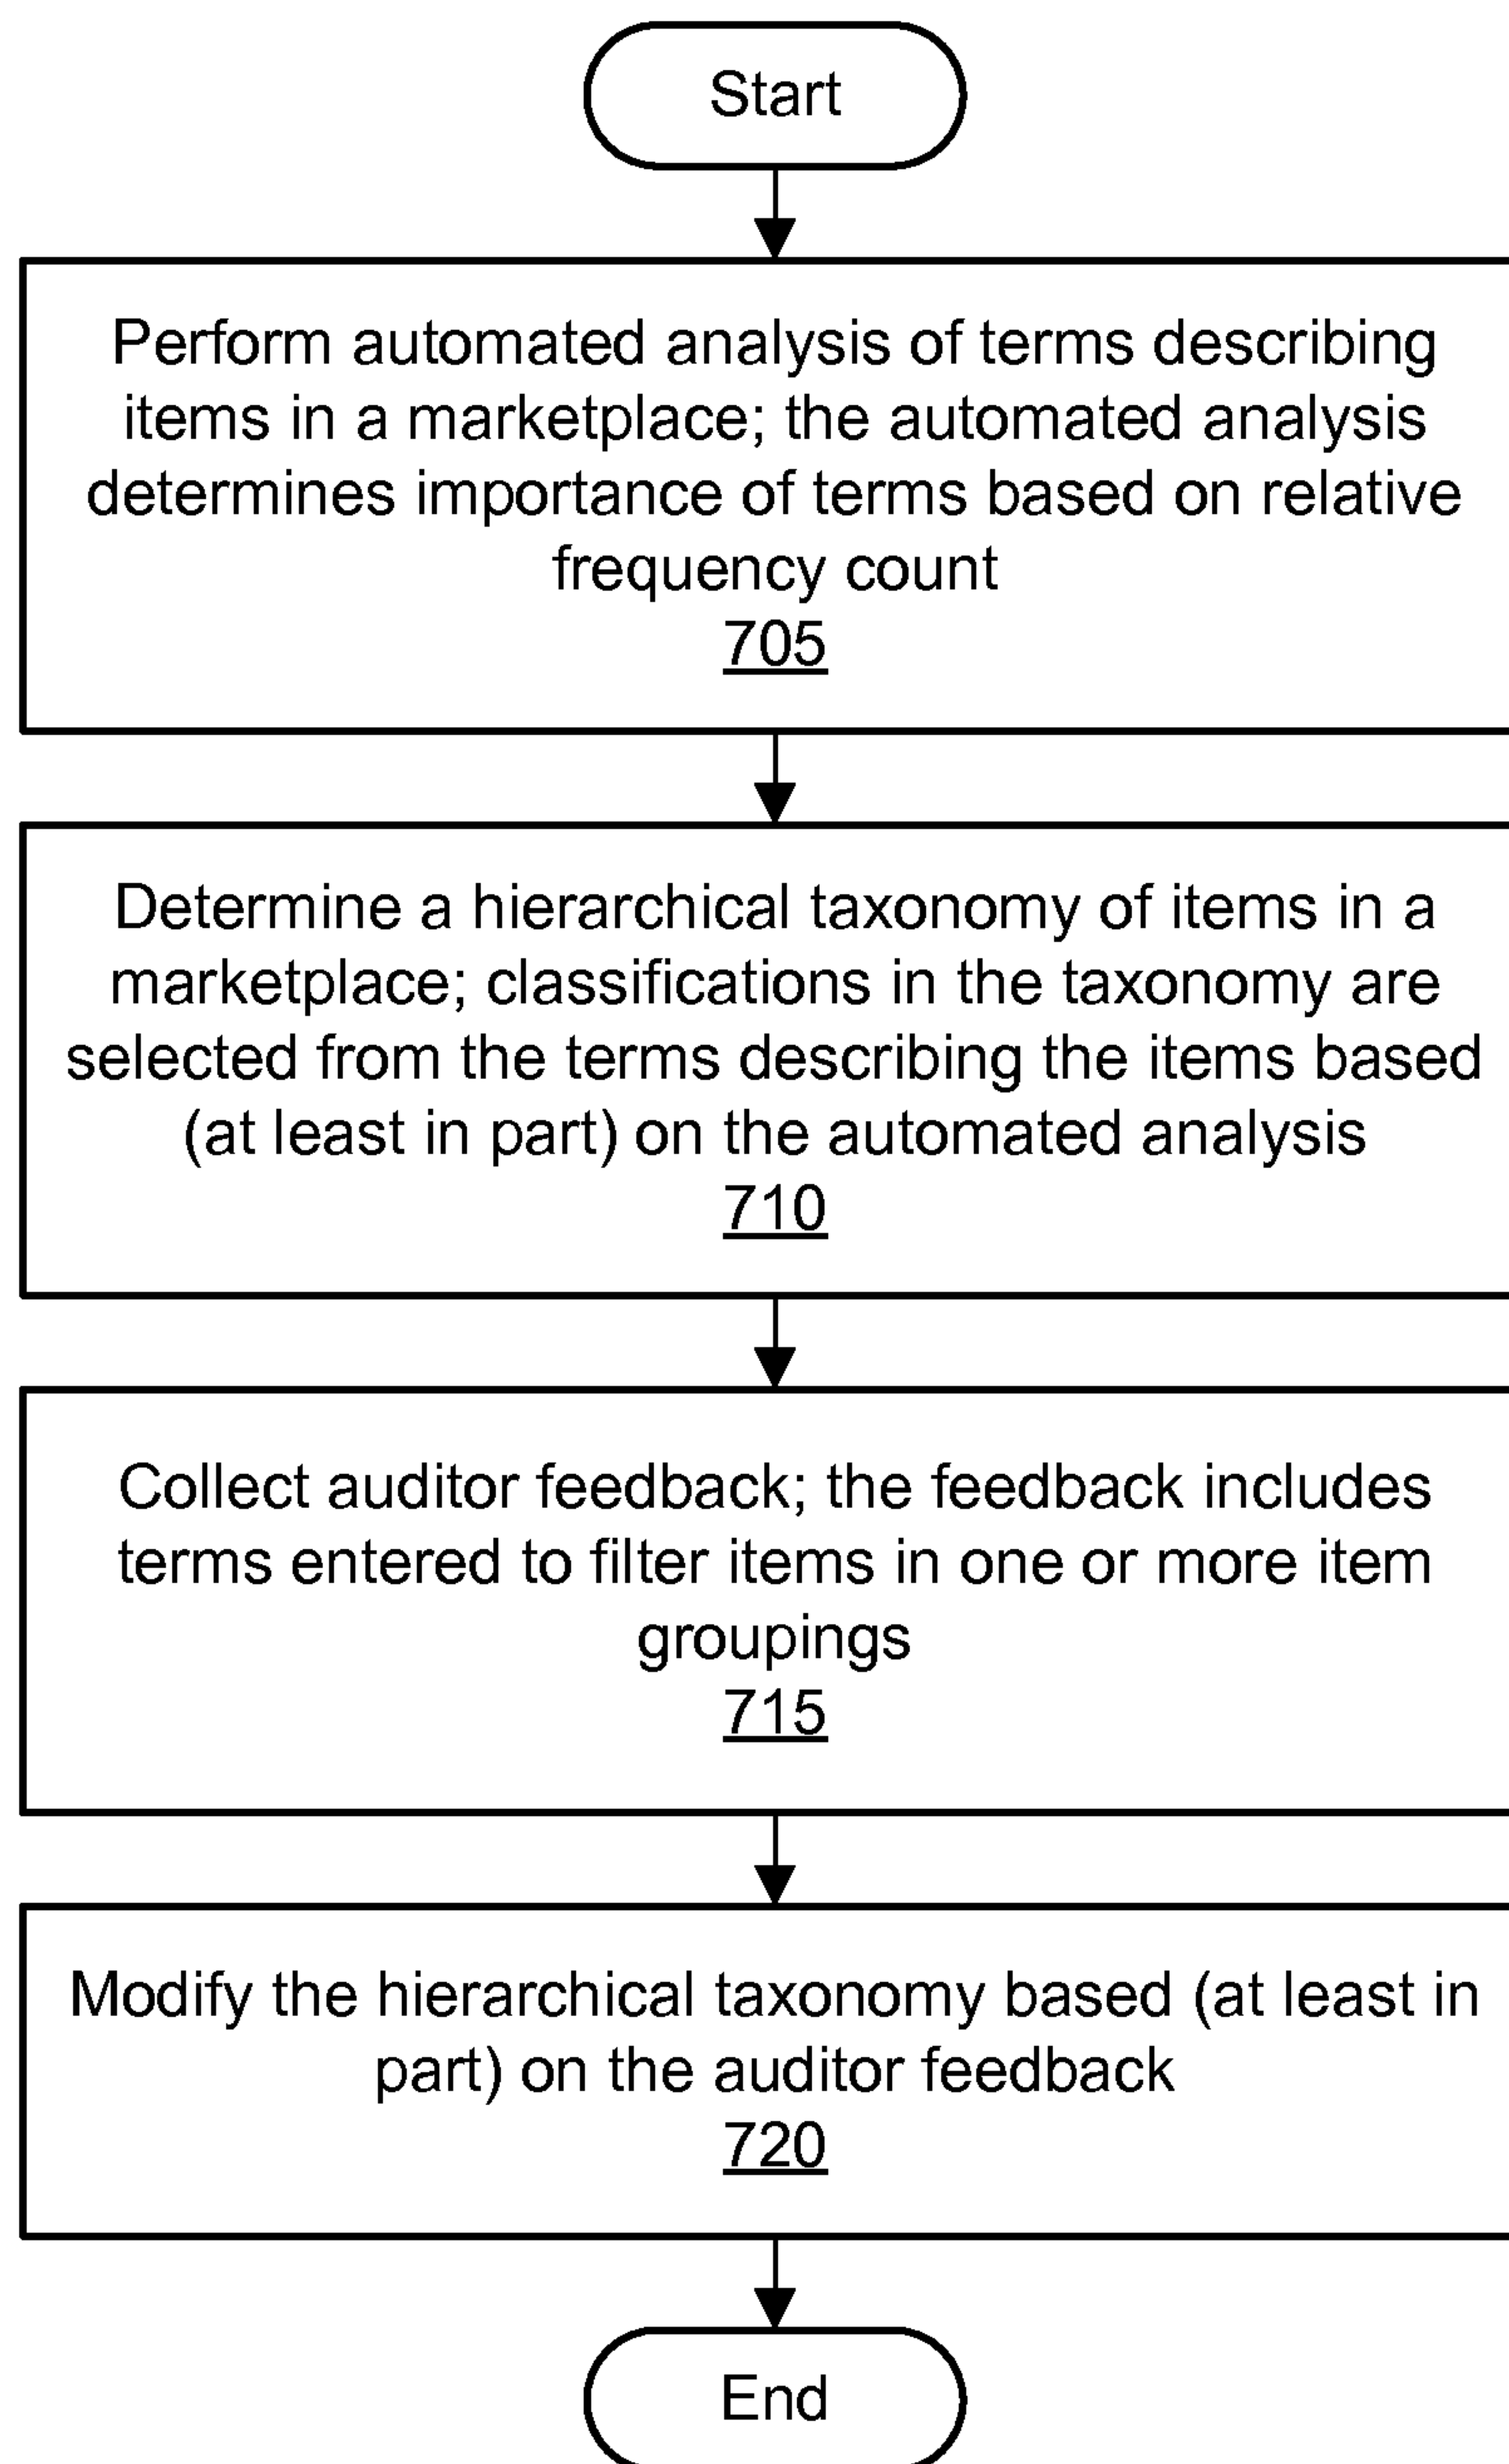 Start
Perform automated analysis of terms describing
items in a marketplace; the automated analysis
determines importance of terms based on relative
frequency count
705
Determine a hierarchical taxonomy of items in a
marketplace; classifications in the taxonomy are
selected from the terms describing the items based
(at least in part) on the automated analysis
710
Collect auditor feedback; the feedback includes
terms entered to filter items in one or more item
groupings
715
Modify the hierarchical taxonomy based (at least in
part) on the auditor feedback
720
End